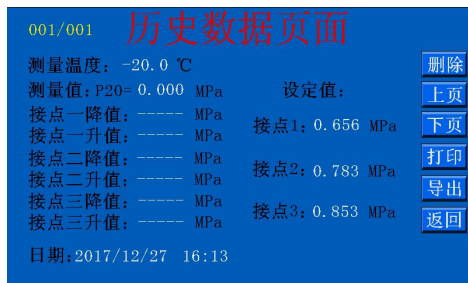 001/001
历史数据页面
测量温度: -20.0 ℃
删除
测量值: P20= 0.000 MPa
设定值:
上页
接点一降值: ----- MPa
接点一升值: ----- MPa
接点1: 0.656 MPa
下页
接点二降值: ----- MPa
打印
接点二升值: ----- MPa
接点2: 0.783 MPa
导出
接点三降值: ----- MPa
接点三升值: ----- MPa
接点3: 0.853 MPa
返回
日期:2017/12/27 16:13